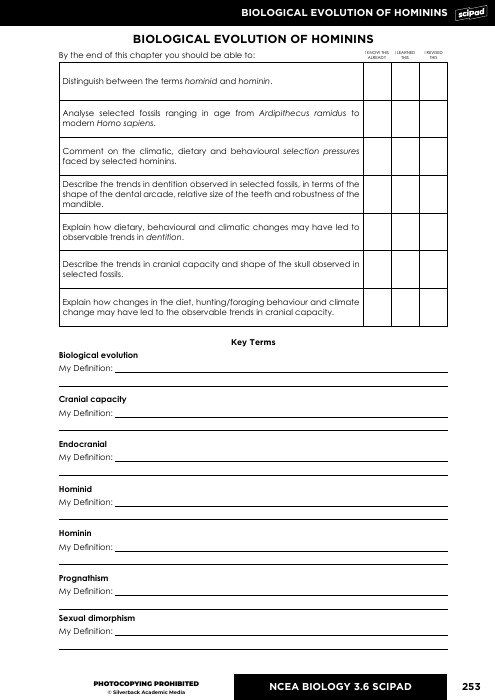 BIOLOGICAL EVOLUTION OF HOMININS scipad
BIOLOGICAL EVOLUTION OF HOMININS
By the end of this chapter you should be able to:
I KNOW THIS ALREADY
I LEARNED THIS
I REVISED THIS
Distinguish between the terms hominid and hominin.
Analyse selected fossils ranging in age from Ardipithecus ramidus to
modern Homo sapiens.
Comment on the climatic, dietary and behavioural selection pressures
faced by selected hominins.
Describe the trends in dentition observed in selected fossils, in terms of the
shape of the dental arcade, relative size of the teeth and robustness of the
mandible.
Explain how dietary, behavioural and climatic changes may have led to
observable trends in dentition.
Describe the trends in cranial capacity and shape of the skull observed in
selected fossils.
Explain how changes in the diet, hunting/foraging behaviour and climate
change may have led to the observable trends in cranial capacity.
Key Terms
Biological evolution
My Definition:
Cranial capacity
My Definition:
Endocranial
My Definition:
Hominid
My Definition:
Hominin
My Definition:
Prognathism
My Definition:
Sexual dimorphism
My Definition:
PHOTOCOPYING PROHIBITED
© Silverback Academic Media
NCEA BIOLOGY 3.6 SCIPAD
253